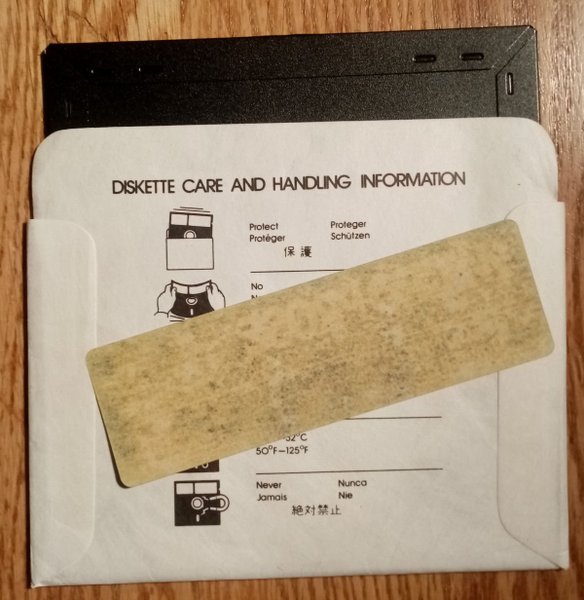 DISKETTE CARE AND HANDLING INFORMATION
Protect Proteger
Protéger Schützen
保護
No
50°F–125°F
Never Nunca
Jamais Nie
絶対禁止